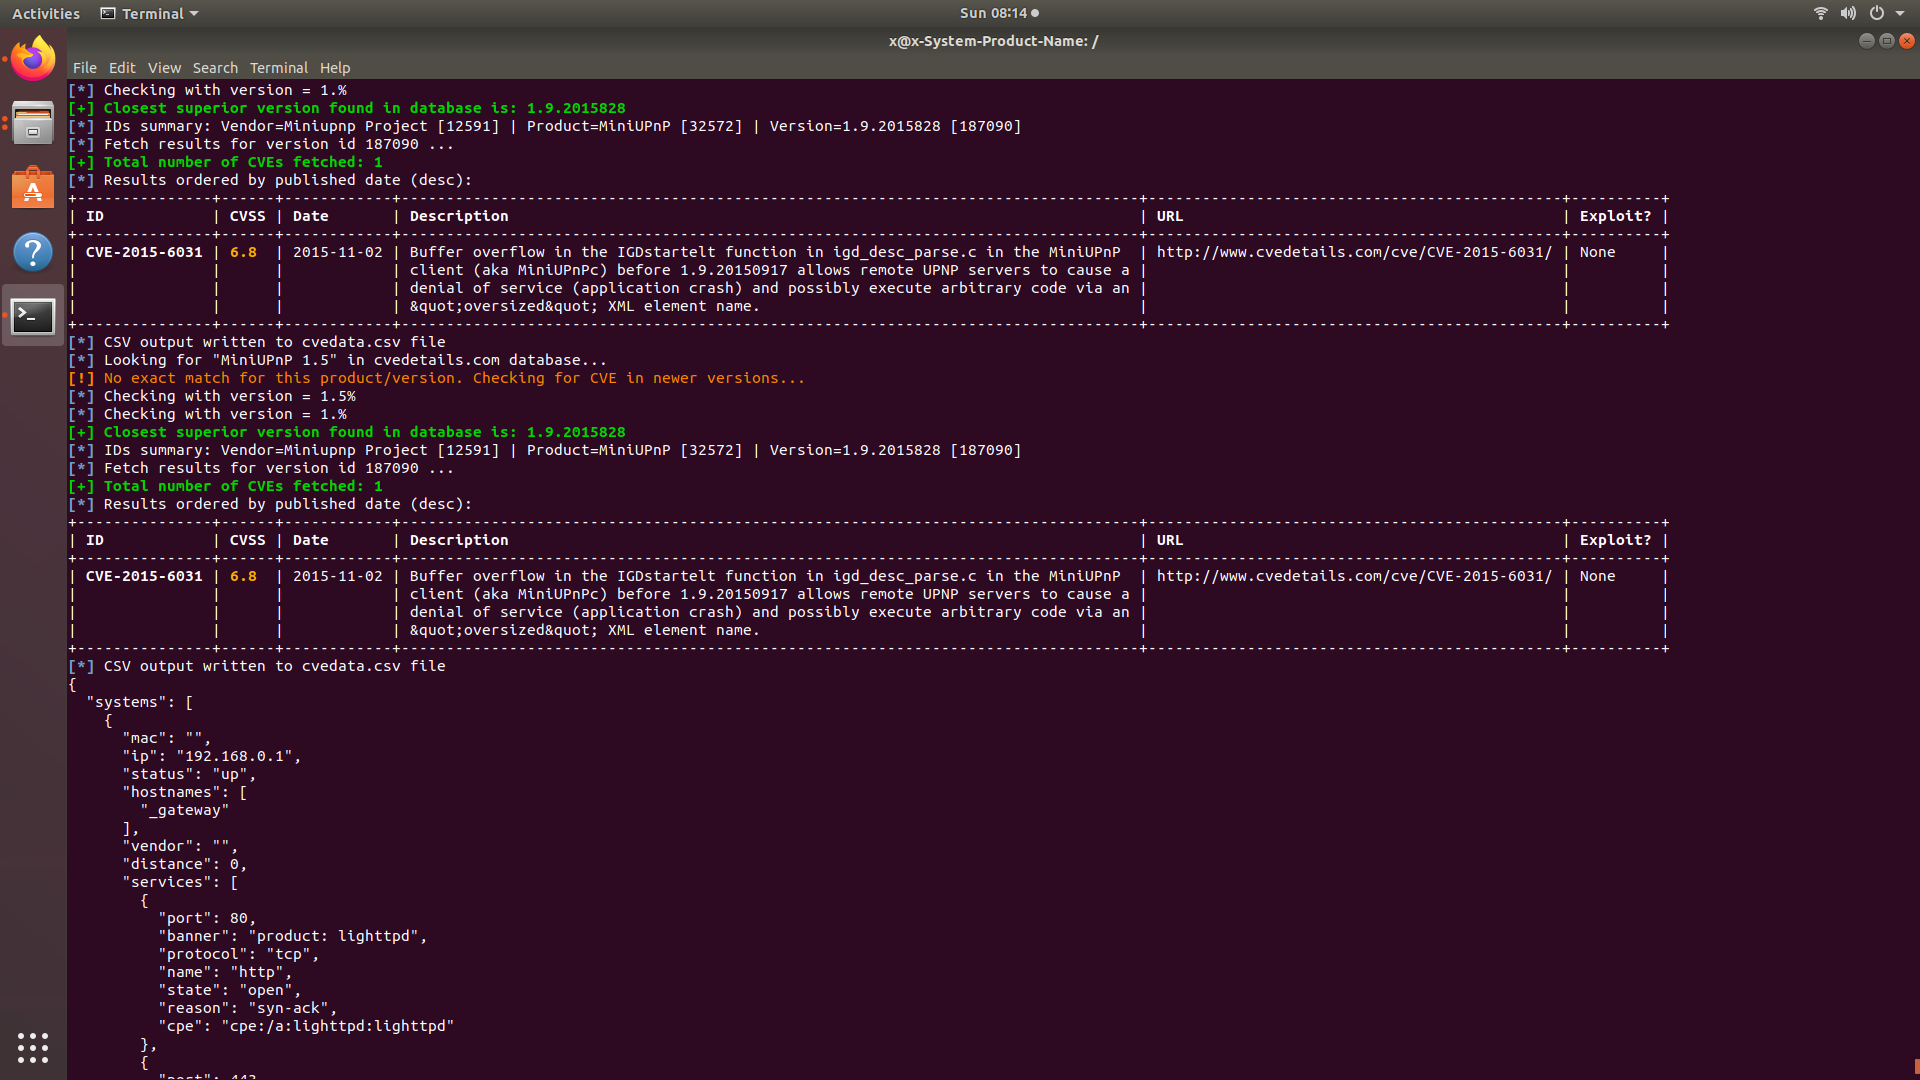 Activities Terminal Sun 08:14
x@x-System-Product-Name: /
File Edit View Search Terminal Help
[*] Checking with version = 1.%
[+] Closest superior version found in database is: 1.9.2015828
[*] IDs summary: Vendor=Miniupnp Project [12591] | Product=MiniUPnP [32572] | Version=1.9.2015828 [187090]
[*] Fetch results for version id 187090 ...
[+] Total number of CVEs fetched: 1
[*] Results ordered by published date (desc):
+---------------+------+------------+----------------------------------------------------------------------------------+----------------------------------------------+----------+
| ID            | CVSS | Date       | Description                                                                      | URL                                          | Exploit? |
+---------------+------+------------+----------------------------------------------------------------------------------+----------------------------------------------+----------+
| CVE-2015-6031 | 6.8  | 2015-11-02 | Buffer overflow in the IGDstartelt function in igd_desc_parse.c in the MiniUPnP  | http://www.cvedetails.com/cve/CVE-2015-6031/ | None     |
|               |      |            | client (aka MiniUPnPc) before 1.9.20150917 allows remote UPNP servers to cause a |                                              |          |
|               |      |            | denial of service (application crash) and possibly execute arbitrary code via an |                                              |          |
|               |      |            | &quot;oversized&quot; XML element name.                                          |                                              |          |
+---------------+------+------------+----------------------------------------------------------------------------------+----------------------------------------------+----------+
[*] CSV output written to cvedata.csv file
[*] Looking for "MiniUPnP 1.5" in cvedetails.com database...
[!] No exact match for this product/version. Checking for CVE in newer versions...
[*] Checking with version = 1.5%
[*] Checking with version = 1.%
[+] Closest superior version found in database is: 1.9.2015828
[*] IDs summary: Vendor=Miniupnp Project [12591] | Product=MiniUPnP [32572] | Version=1.9.2015828 [187090]
[*] Fetch results for version id 187090 ...
[+] Total number of CVEs fetched: 1
[*] Results ordered by published date (desc):
+---------------+------+------------+----------------------------------------------------------------------------------+----------------------------------------------+----------+
| ID            | CVSS | Date       | Description                                                                      | URL                                          | Exploit? |
+---------------+------+------------+----------------------------------------------------------------------------------+----------------------------------------------+----------+
| CVE-2015-6031 | 6.8  | 2015-11-02 | Buffer overflow in the IGDstartelt function in igd_desc_parse.c in the MiniUPnP  | http://www.cvedetails.com/cve/CVE-2015-6031/ | None     |
|               |      |            | client (aka MiniUPnPc) before 1.9.20150917 allows remote UPNP servers to cause a |                                              |          |
|               |      |            | denial of service (application crash) and possibly execute arbitrary code via an |                                              |          |
|               |      |            | &quot;oversized&quot; XML element name.                                          |                                              |          |
+---------------+------+------------+----------------------------------------------------------------------------------+----------------------------------------------+----------+
[*] CSV output written to cvedata.csv file
{
  "systems": [
    {
      "mac": "",
      "ip": "192.168.0.1",
      "status": "up",
      "hostnames": [
        "_gateway"
      ],
      "vendor": "",
      "distance": 0,
      "services": [
        {
          "port": 80,
          "banner": "product: lighttpd",
          "protocol": "tcp",
          "name": "http",
          "state": "open",
          "reason": "syn-ack",
          "cpe": "cpe:/a:lighttpd:lighttpd"
        },
        {
          "port": 443,